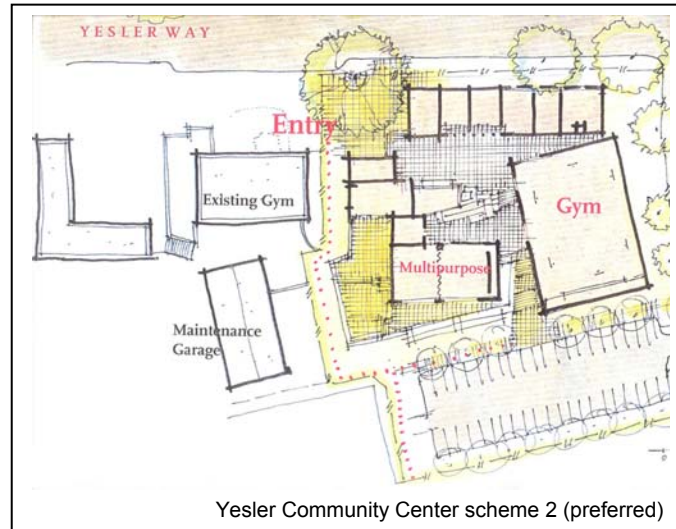 YESLER WAY
Entry
Existing Gym
Gym
Multipurpose
Maintenance
Garage
Yesler Community Center scheme 2 (preferred)